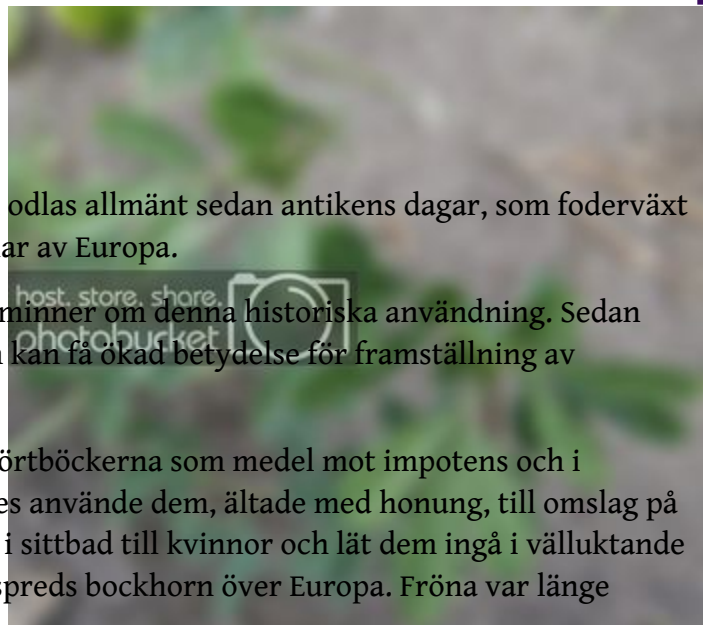 odlas allmänt sedan antikens dagar, som foderväxt
ar av Europa.
host. store. share.
minner om denna historiska användning. Sedan
photobucket
kan få ökad betydelse för framställning av
örtböckerna som medel mot impotens och i
es använde dem, ältade med honung, till omslag på
i sittbad till kvinnor och lät dem ingå i välluktande
spreds bockhorn över Europa. Fröna var länge